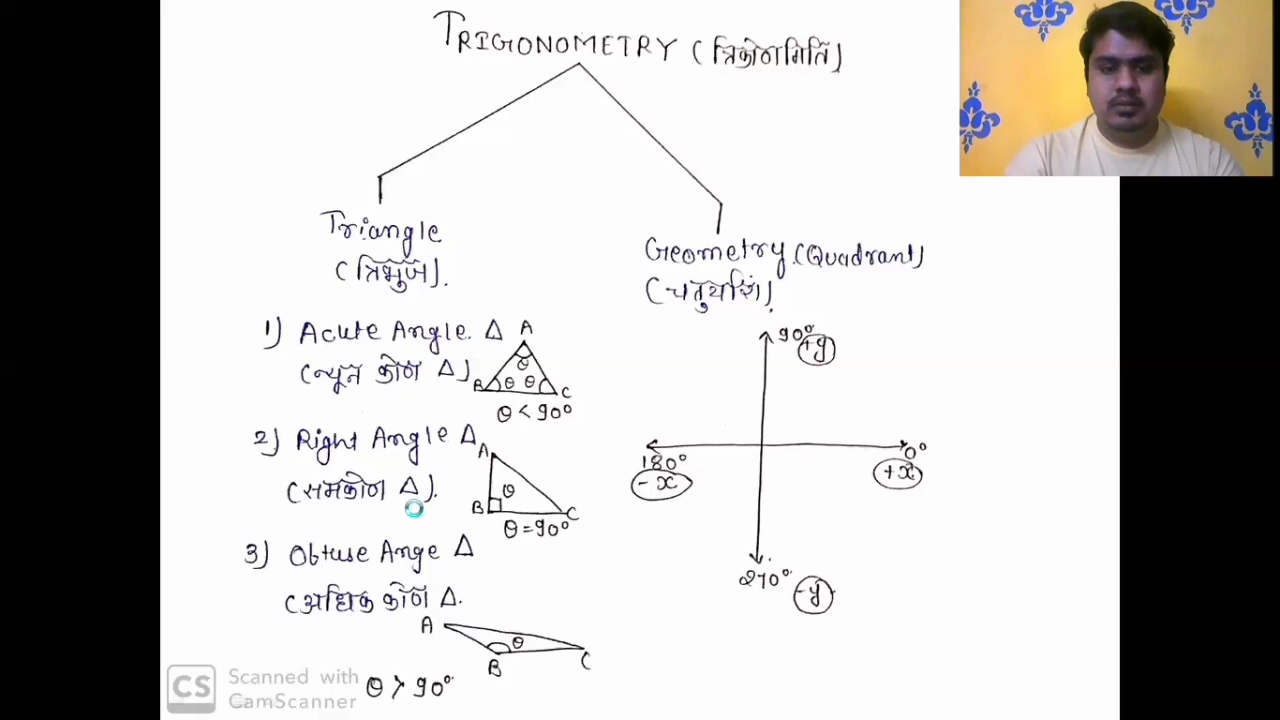 TRIGONOMETRY (त्रिकोणमिति)
Triangle
(त्रिभुज).
Geometry (Quadrant)
(चतुर्थांश).
1) Acute Angle. Δ
(न्यून कोण Δ)
A
θ
B θ θ C
θ < 90°
2) Right Angle Δ
(समकोण Δ).
A
θ
B C
θ = 90°
3) Obtuse Ange Δ
(अधिक कोण Δ.
A
θ
B C
θ > 90°
90° +y
180° 0°
-x +x
270° -y
CS Scanned with
CamScanner